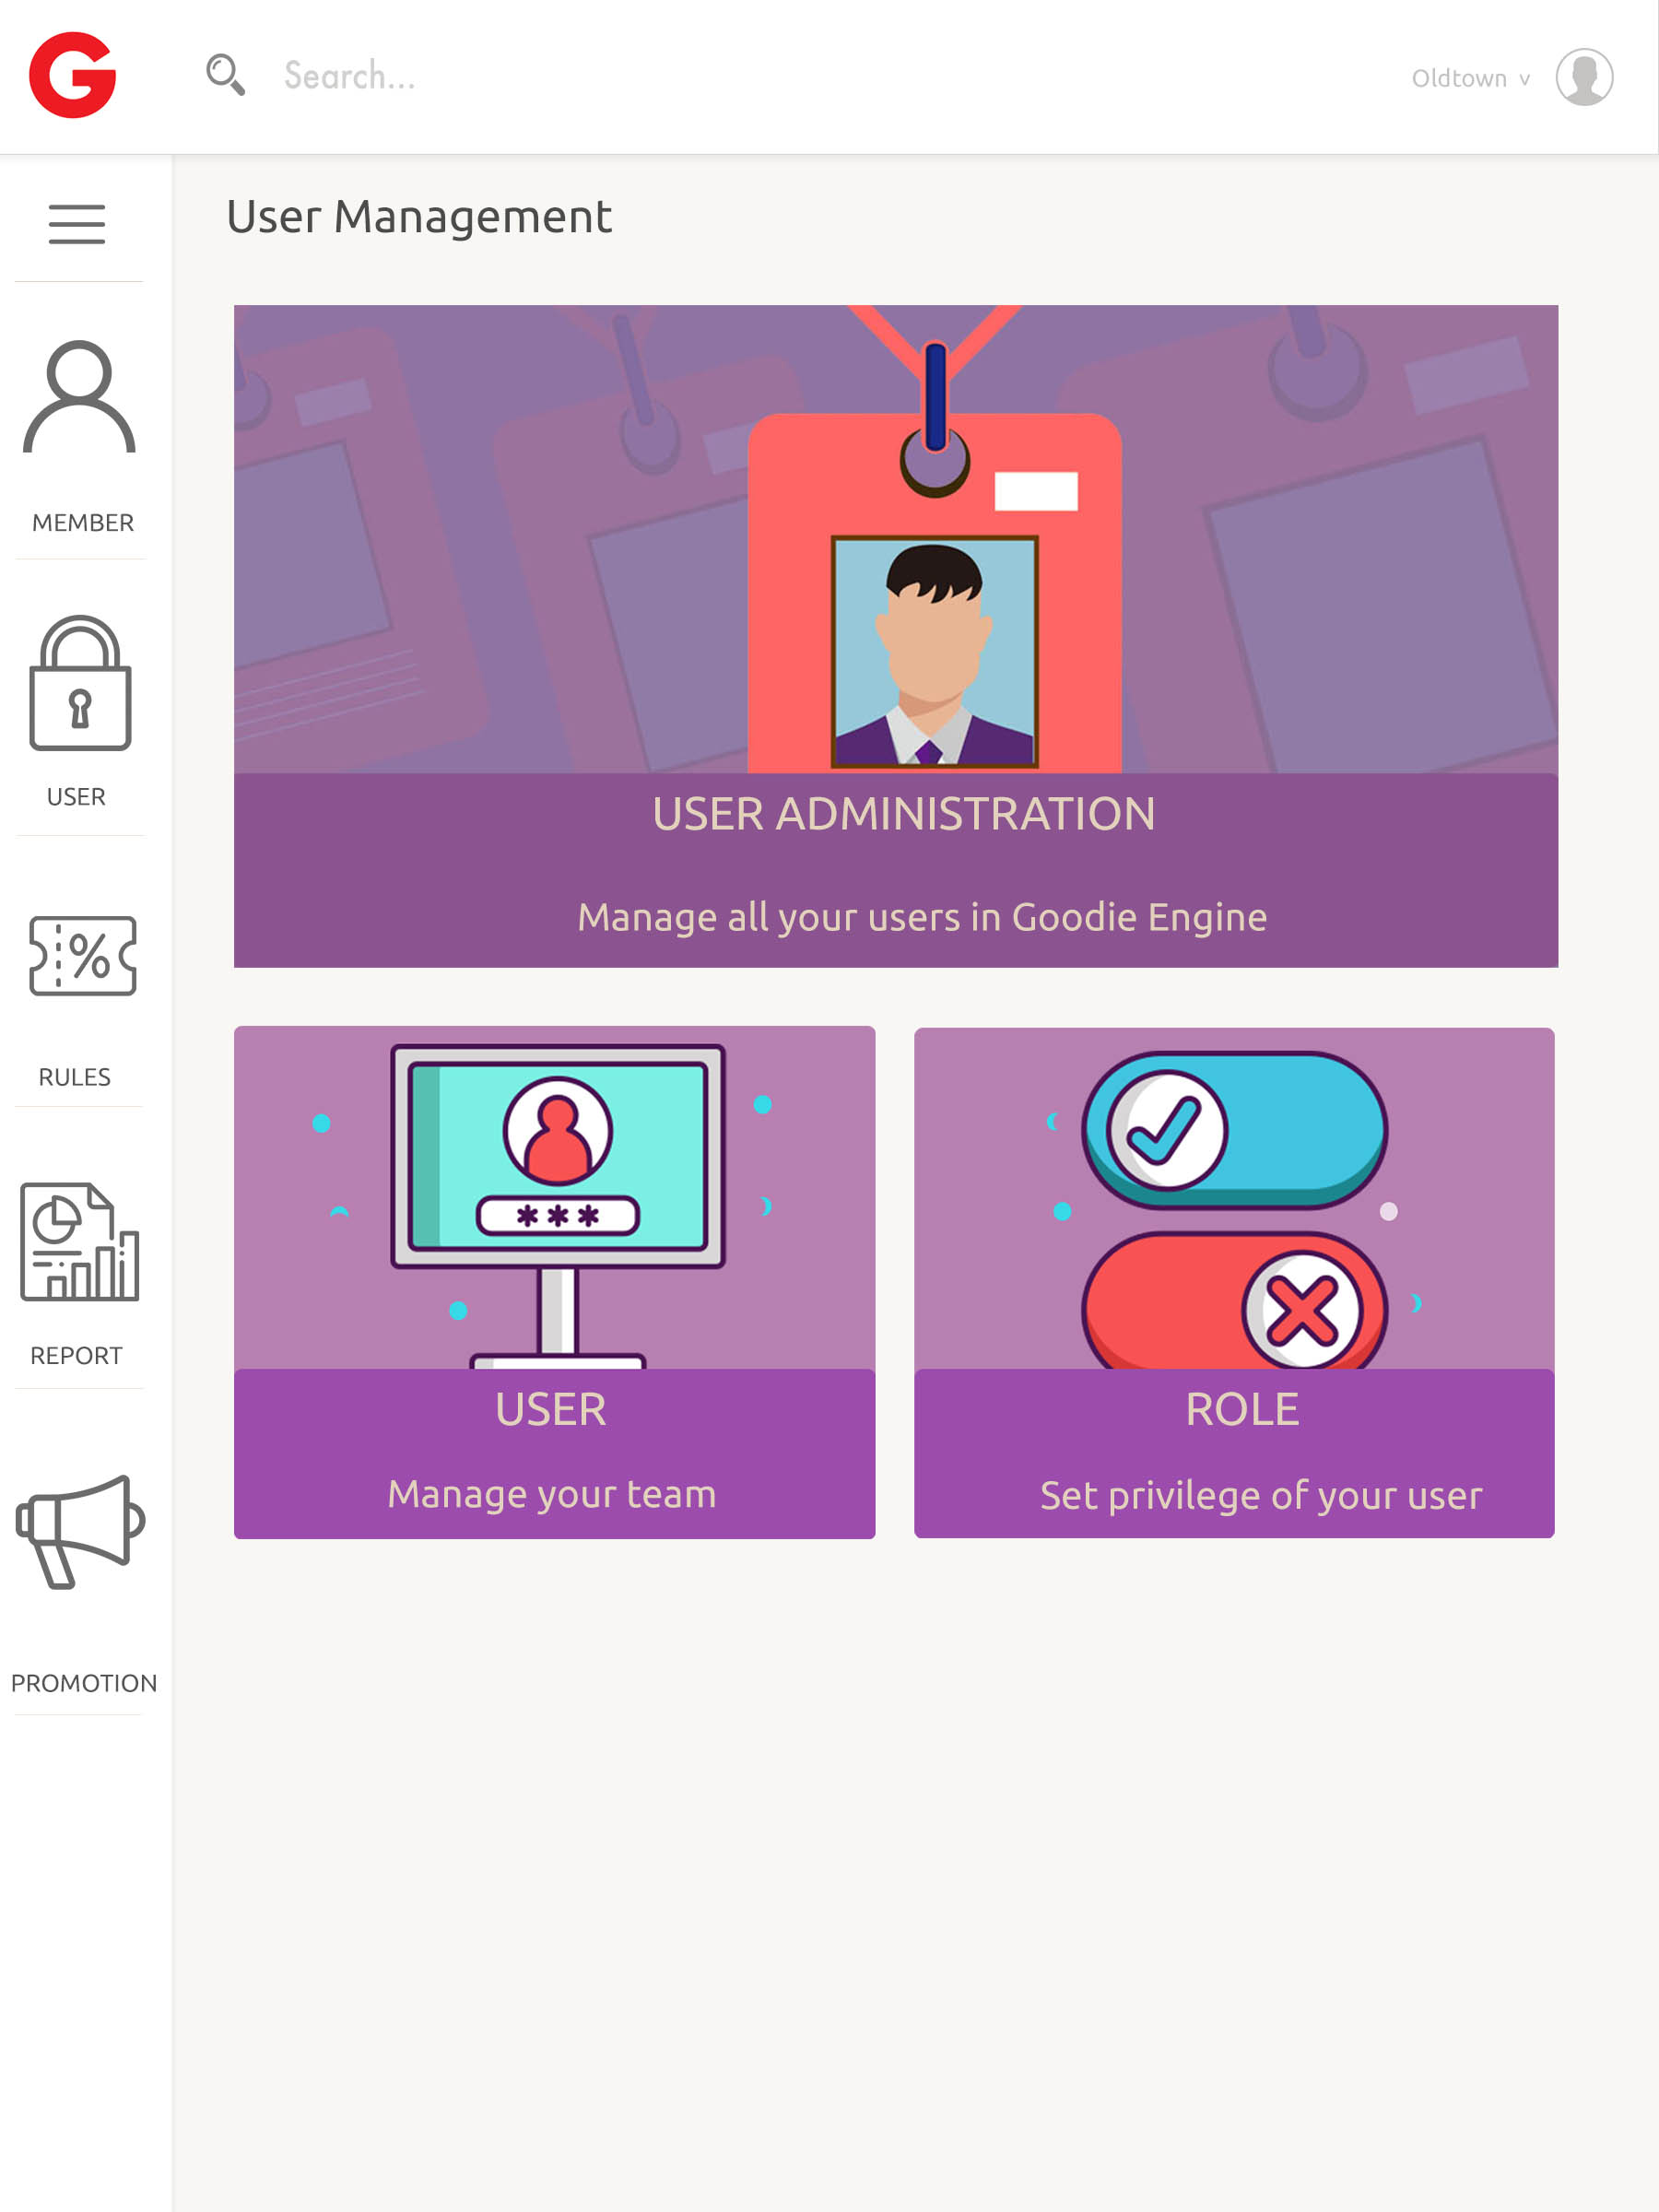 G
Search...
Oldtown v
User Management
MEMBER
USER
RULES
REPORT
PROMOTION
USER ADMINISTRATION
Manage all your users in Goodie Engine
***
USER
Manage your team
ROLE
Set privilege of your user